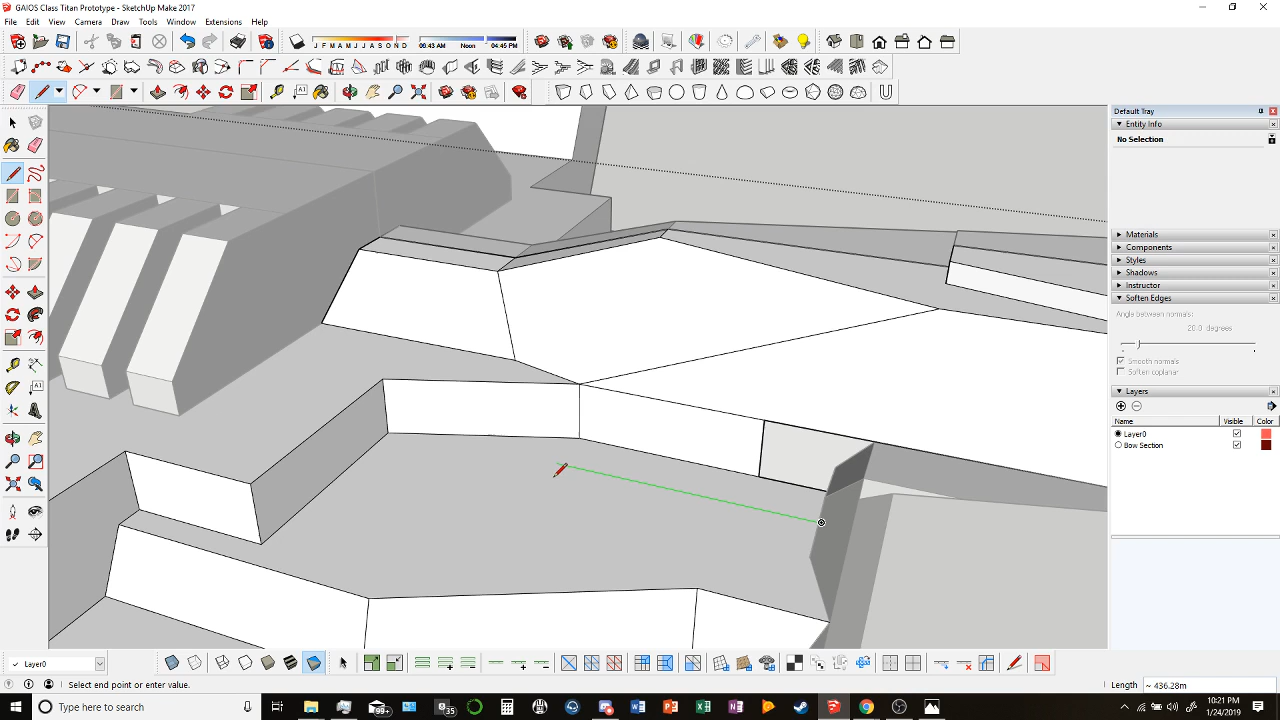 GAIOS Class Titan Prototype - SketchUp Make 2017
File Edit View Camera Draw Tools Window Extensions Help
J F M A M J J A S O N D
06:43 AM Noon 04:45 PM
Default Tray
Entity Info
No Selection
Materials
Components
Styles
Shadows
Instructor
Soften Edges
Angle between normals:
20.0 degrees
Smooth normals
Soften coplanar
Layers
Name Visible Color
Layer0
Bow Section
Layer0
Select end point or enter value.
Length ~ 436.28m
Type here to search
99+
35
10:21 PM
1/24/2019